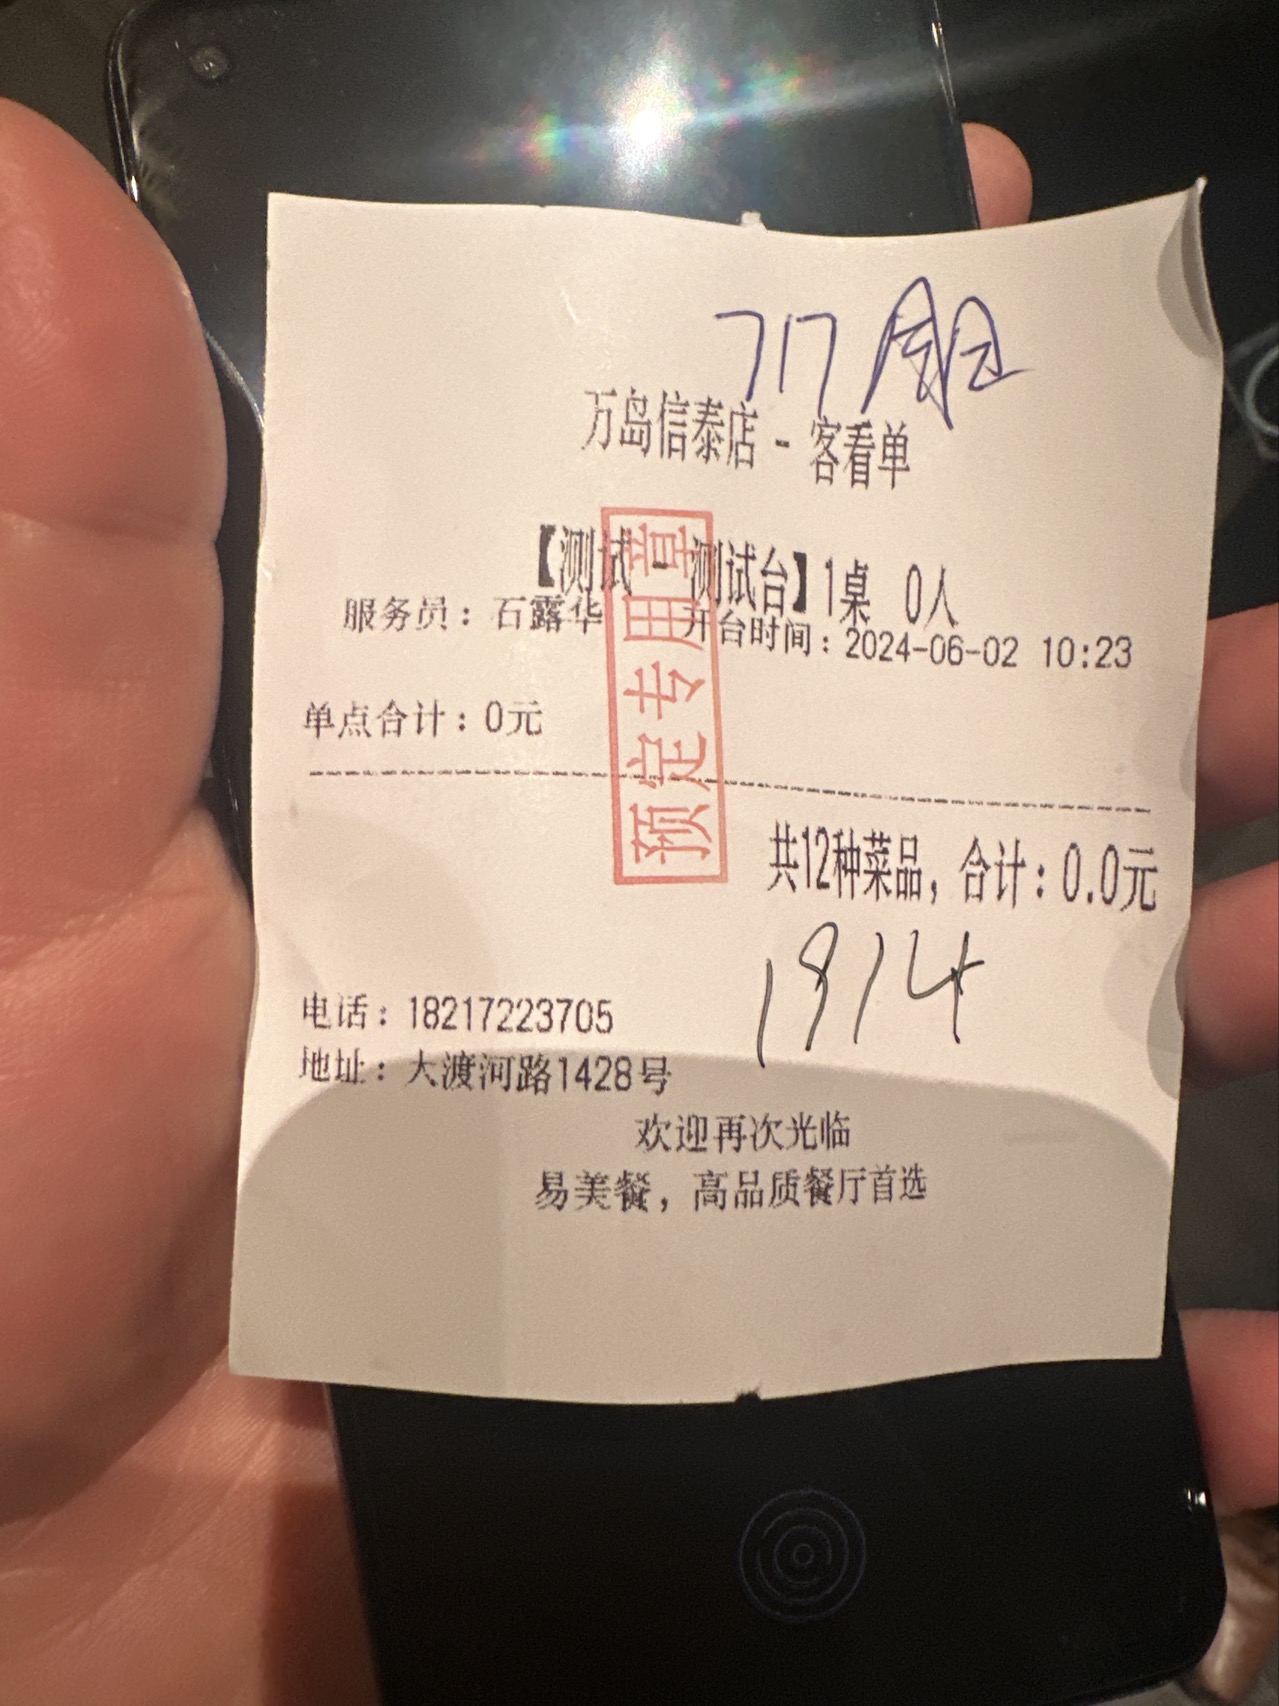 717
万岛信泰店 - 客看单
【测试 - 测试台】1桌 0人
服务员：石露华 开台时间：2024-06-02 10:23
预定专用章
单点合计：0元
共12种菜品，合计：0.0元
1914
电话：18217223705
地址：大渡河路1428号
欢迎再次光临
易美餐，高品质餐厅首选